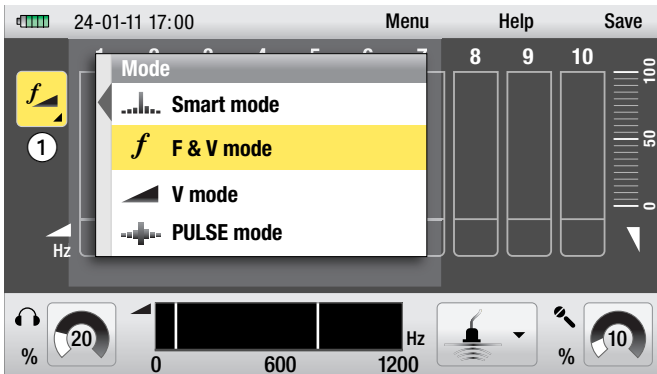 24-01-11 17:00 Menu Help Save
8 9 10
Mode
Smart mode
f F & V mode
V mode
PULSE mode
f
1
Hz
100
50
0
20
%
Hz
0 600 1200
10
%